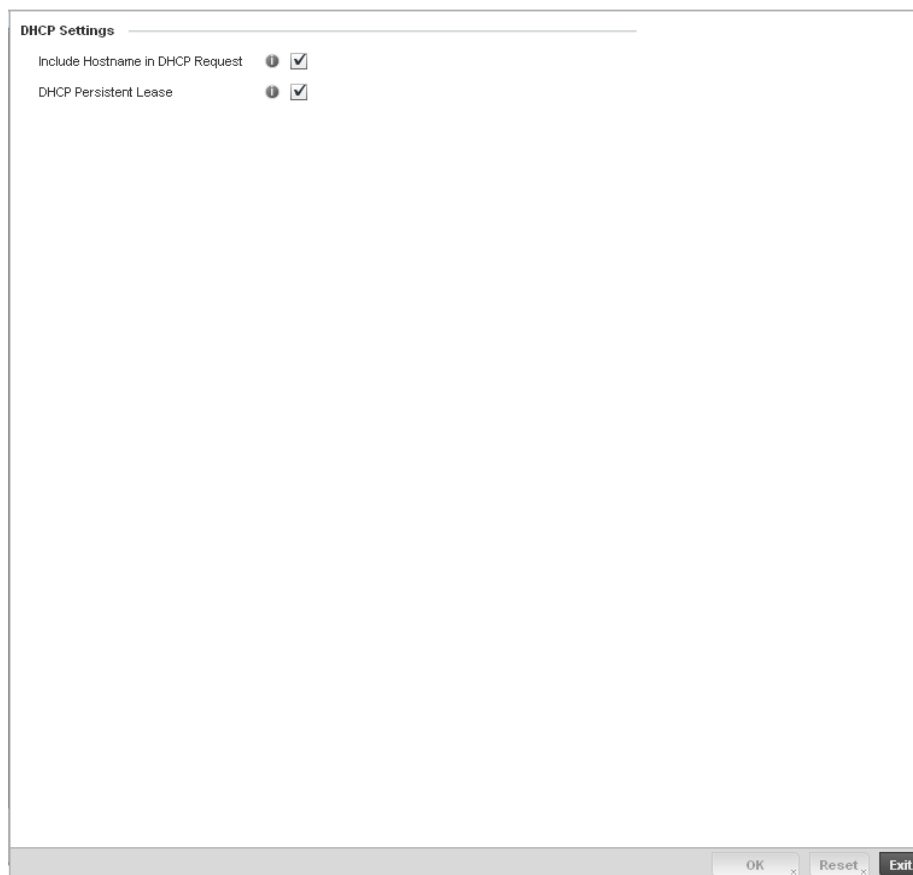 DHCP Settings
Include Hostname in DHCP Request
DHCP Persistent Lease
OK Reset Exit